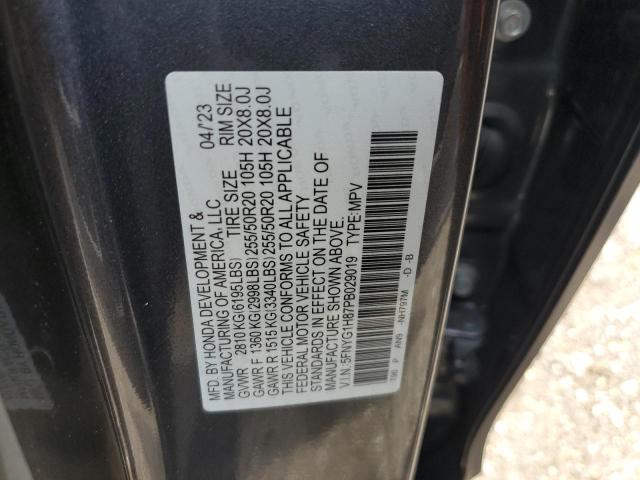 MFD. BY HONDA DEVELOPMENT & 04/'23
MANUFACTURING OF AMERICA, LLC
TIRE SIZE RIM SIZE
GVWR 2810 KG(6195LBS)
GAWR F 1360 KG(2998LBS) 255/50R20 105H 20X8.0J
GAWR R 1515 KG(3340LBS) 255/50R20 105H 20X8.0J
THIS VEHICLE CONFORMS TO ALL APPLICABLE
FEDERAL MOTOR VEHICLE SAFETY
STANDARDS IN EFFECT ON THE DATE OF
MANUFACTURE SHOWN ABOVE.
V.I.N.: 5FNYG1H87PB029019 TYPE:MPV
T90 P AN9 -NH797M -D -B